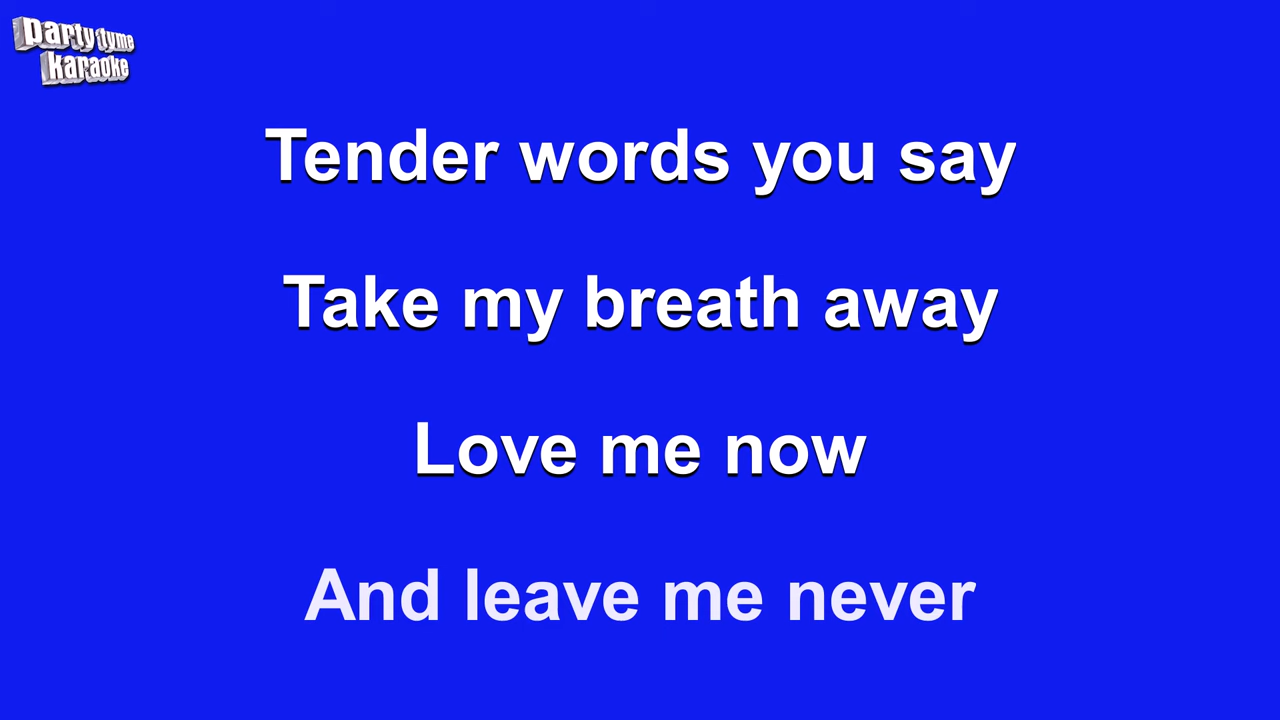 party tyme
karaoke
Tender words you say
Take my breath away
Love me now
And leave me never